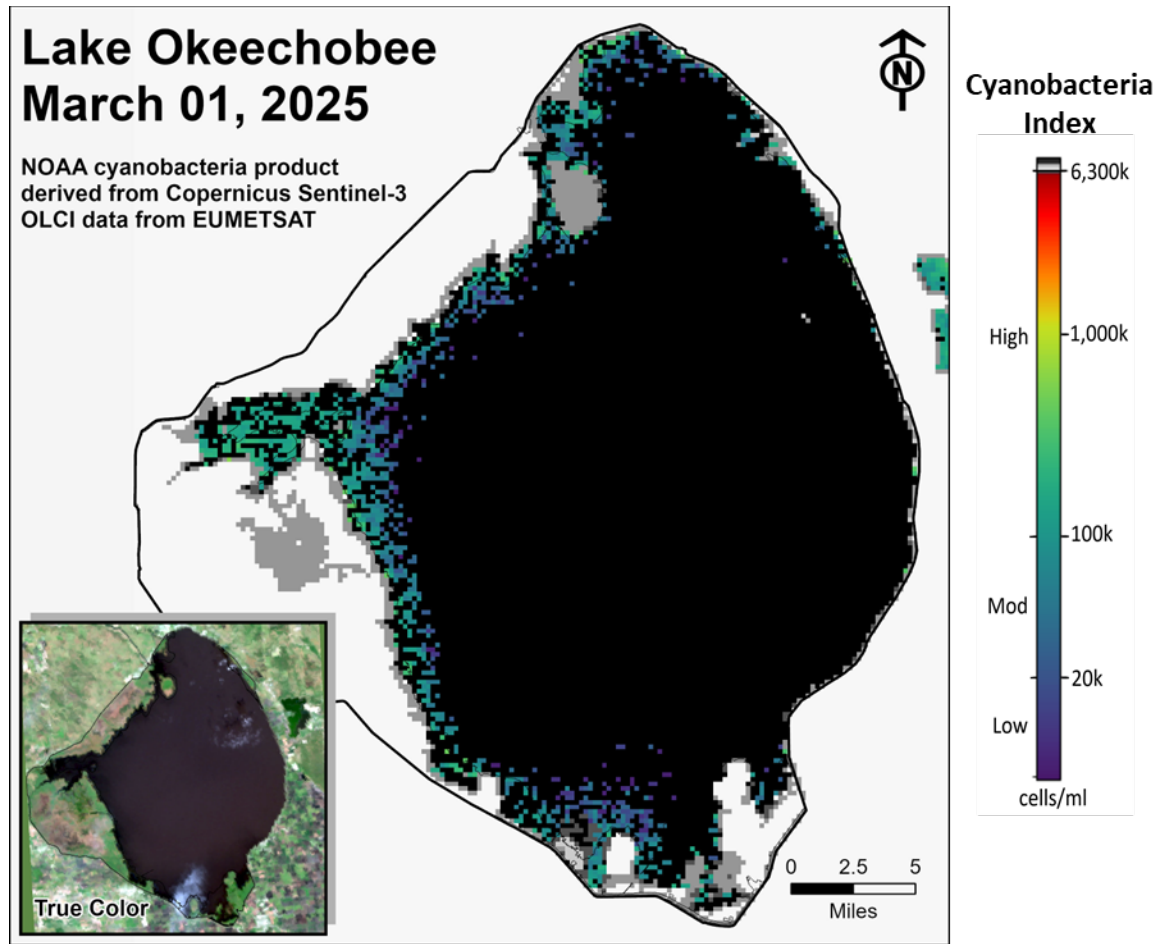 Lake Okeechobee
March 01, 2025
NOAA cyanobacteria product
derived from Copernicus Sentinel-3
OLCI data from EUMETSAT
N
Cyanobacteria
Index
6,300k
High
1,000k
100k
Mod
20k
Low
cells/ml
True Color
0 2.5 5
Miles